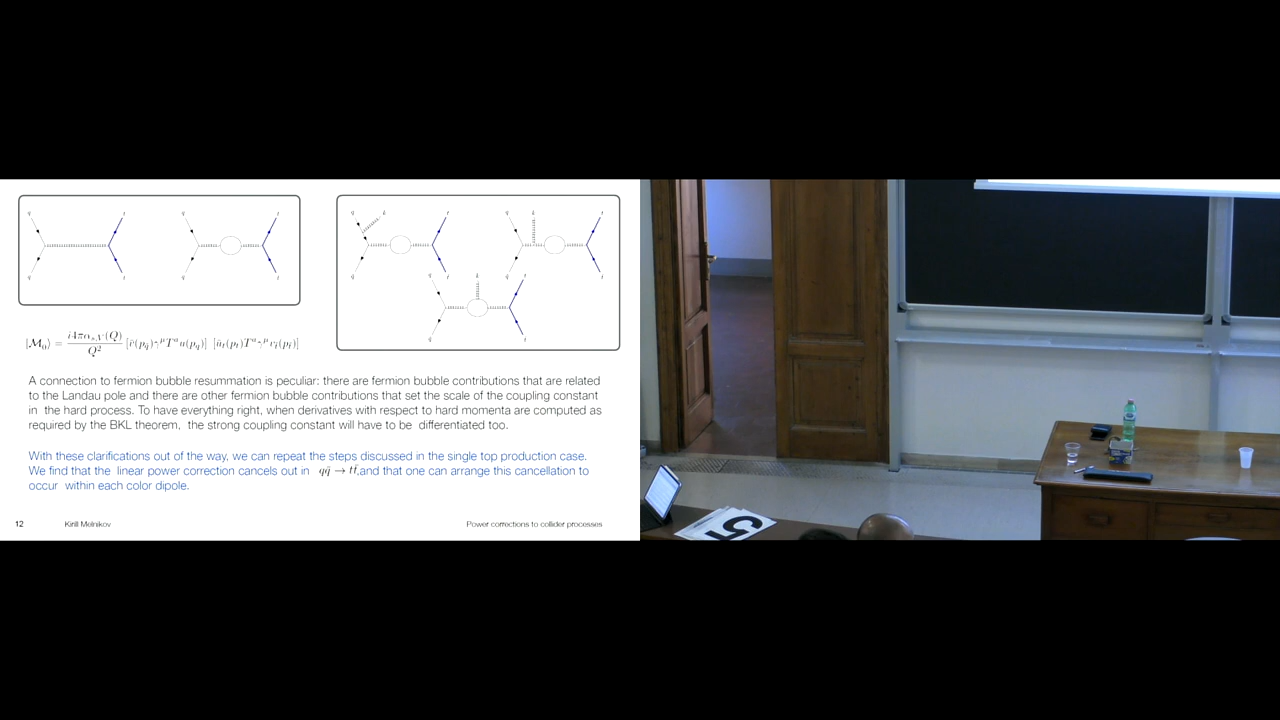 |M₀⟩ = i4πα_{s,V}(Q) / Q² [v̄(p_q̄)γ^μ T^a u(p_q)] [ū_t(p_t)T^a γ^μ v_t̄(p_t̄)]
A connection to fermion bubble resummation is peculiar: there are fermion bubble contributions that are related
to the Landau pole and there are other fermion bubble contributions that set the scale of the coupling constant
in the hard process. To have everything right, when derivatives with respect to hard momenta are computed as
required by the BKL theorem, the strong coupling constant will have to be differentiated too.
With these clarifications out of the way, we can repeat the steps discussed in the single top production case.
We find that the linear power correction cancels out in qq̄ → tt̄, and that one can arrange this cancellation to
occur within each color dipole.
12 Kirill Melnikov Power corrections to collider processes